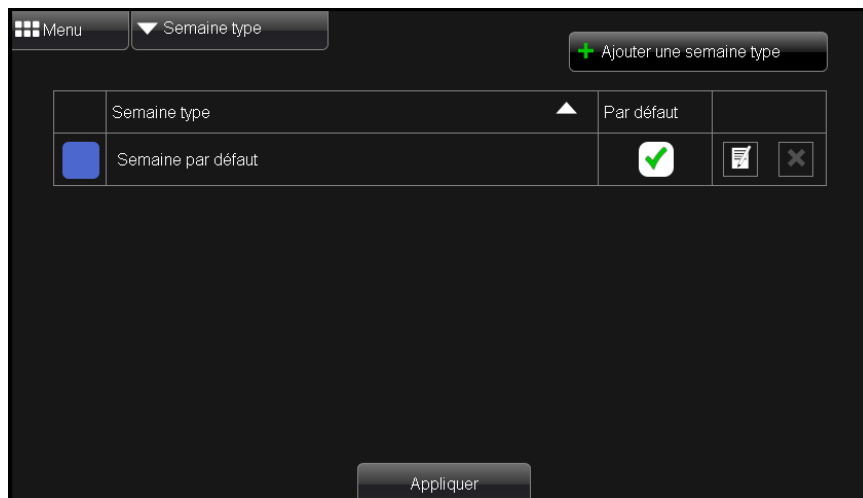 Menu
Semaine type
Ajouter une semaine type
Semaine type
Par défaut
Semaine par défaut
Appliquer